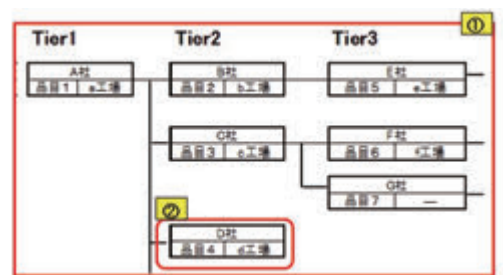 ①
Tier1 Tier2 Tier3
A社 B社 E社
品目1 a工場 品目2 b工場 品目5 e工場
C社 F社
品目3 c工場 品目6 f工場
G社
品目7 —
②
D社
品目4 d工場